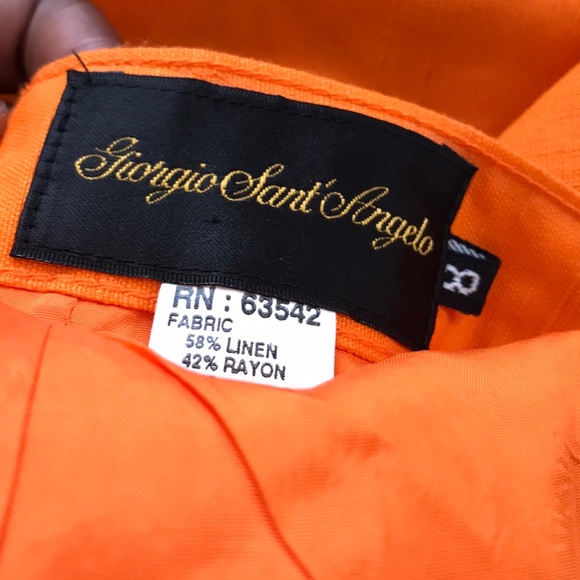 Giorgio Sant'Angelo
8
RN : 63542
FABRIC
58% LINEN
42% RAYON